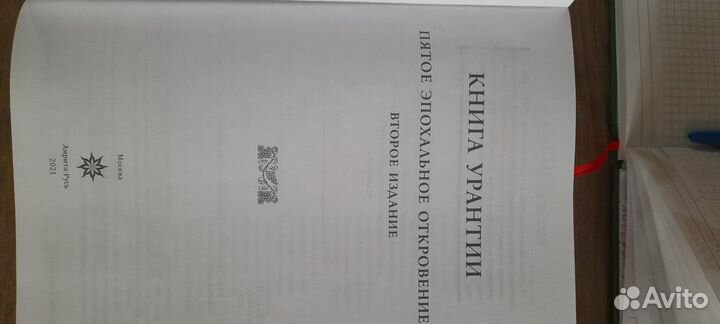 КНИГА УРАНТИИ
ПЯТОЕ ЭПОХАЛЬНОЕ ОТКРОВЕНИЕ
ВТОРОЕ ИЗДАНИЕ
Москва
Амрита-Русь
2021
Avito